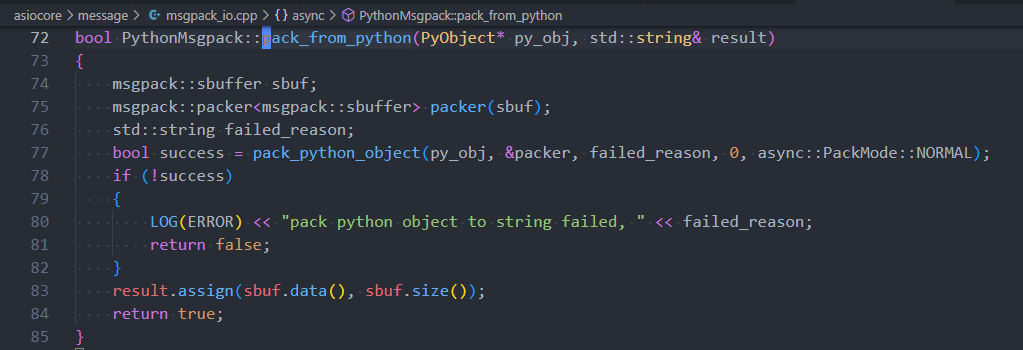 asiocore > message > msgpack_io.cpp > {} async > PythonMsgpack::pack_from_python
72 bool PythonMsgpack::pack_from_python(PyObject* py_obj, std::string& result)
73 {
74     msgpack::sbuffer sbuf;
75     msgpack::packer<msgpack::sbuffer> packer(sbuf);
76     std::string failed_reason;
77     bool success = pack_python_object(py_obj, &packer, failed_reason, 0, async::PackMode::NORMAL);
78     if (!success)
79     {
80         LOG(ERROR) << "pack python object to string failed, " << failed_reason;
81         return false;
82     }
83     result.assign(sbuf.data(), sbuf.size());
84     return true;
85 }